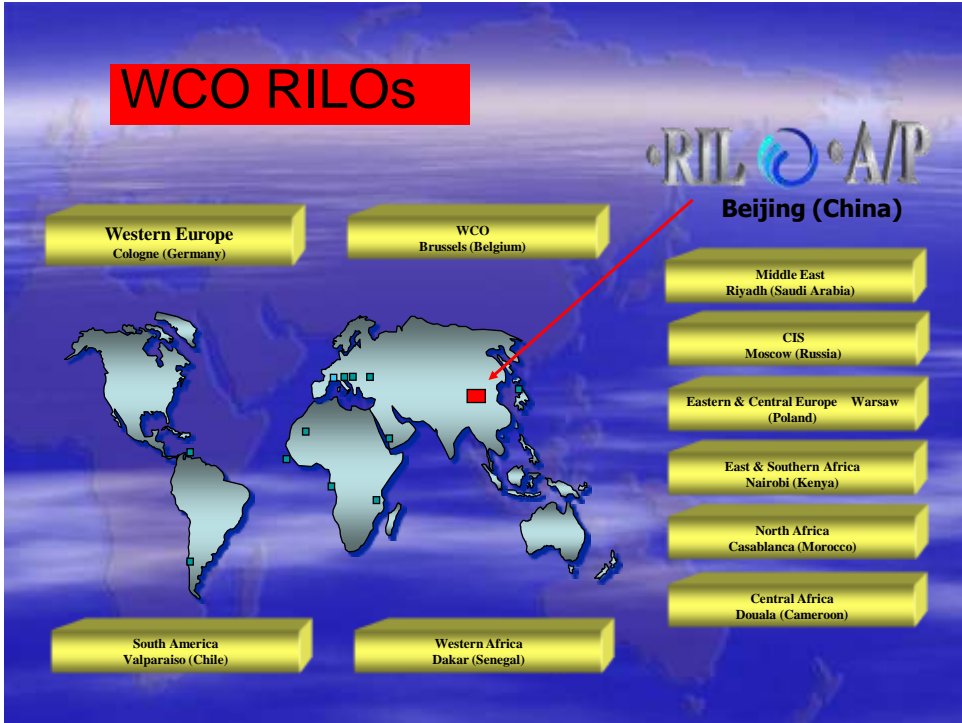 WCO RILOs
•RIL •A/P
Beijing (China)
Western Europe
Cologne (Germany)
WCO
Brussels (Belgium)
Middle East
Riyadh (Saudi Arabia)
CIS
Moscow (Russia)
Eastern & Central Europe Warsaw
(Poland)
East & Southern Africa
Nairobi (Kenya)
North Africa
Casablanca (Morocco)
Central Africa
Douala (Cameroon)
South America
Valparaiso (Chile)
Western Africa
Dakar (Senegal)